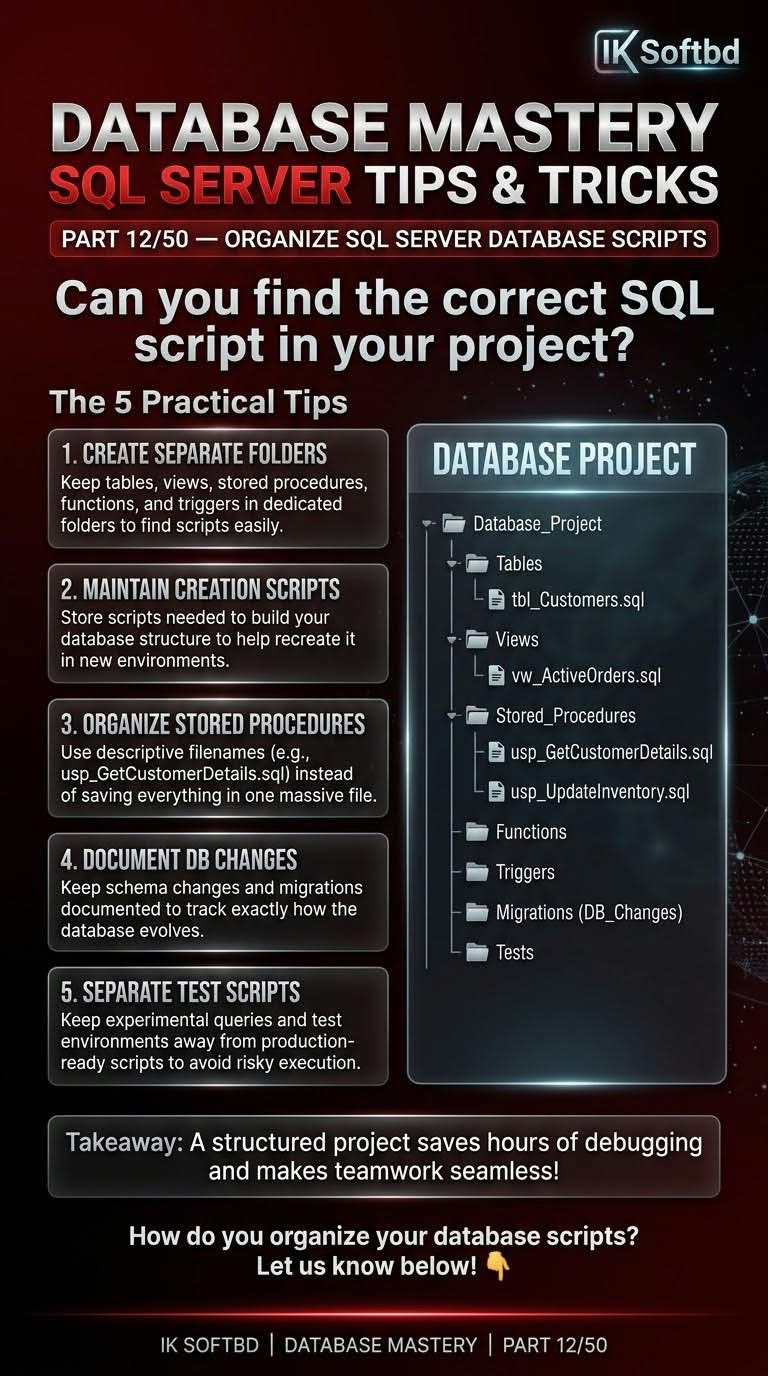 IK Softbd
DATABASE MASTERY
SQL SERVER TIPS & TRICKS
PART 12/50 — ORGANIZE SQL SERVER DATABASE SCRIPTS
Can you find the correct SQL
script in your project?
The 5 Practical Tips
1. CREATE SEPARATE FOLDERS
Keep tables, views, stored procedures,
functions, and triggers in dedicated
folders to find scripts easily.
2. MAINTAIN CREATION SCRIPTS
Store scripts needed to build your
database structure to help recreate it
in new environments.
3. ORGANIZE STORED PROCEDURES
Use descriptive filenames (e.g.,
usp_GetCustomerDetails.sql) instead
of saving everything in one massive file.
4. DOCUMENT DB CHANGES
Keep schema changes and migrations
documented to track exactly how the
database evolves.
5. SEPARATE TEST SCRIPTS
Keep experimental queries and test
environments away from production-
ready scripts to avoid risky execution.
DATABASE PROJECT
Database_Project
Tables
tbl_Customers.sql
Views
vw_ActiveOrders.sql
Stored_Procedures
usp_GetCustomerDetails.sql
usp_UpdateInventory.sql
Functions
Triggers
Migrations (DB_Changes)
Tests
Takeaway: A structured project saves hours of debugging
and makes teamwork seamless!
How do you organize your database scripts?
Let us know below! 👇
IK SOFTBD | DATABASE MASTERY | PART 12/50